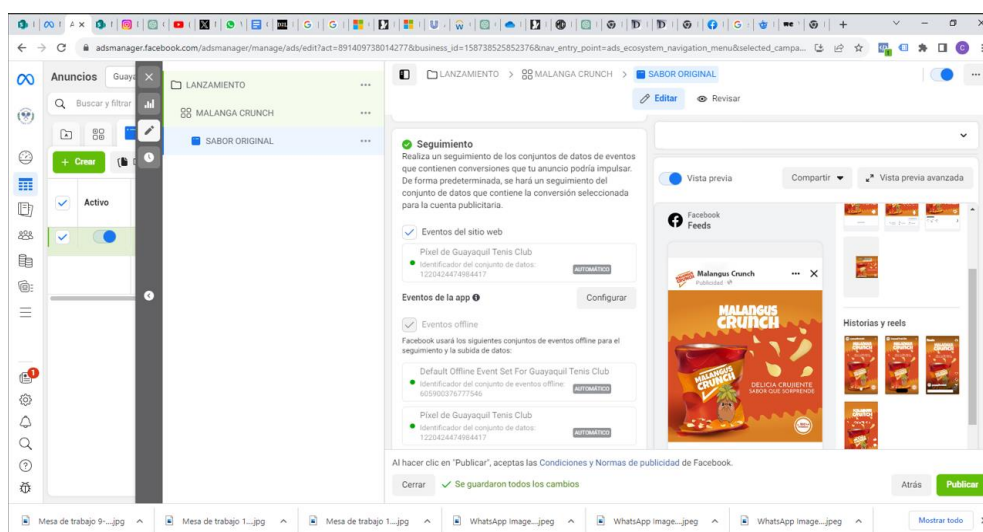 adsmanager.facebook.com/adsmanager/manage/ads/edit?act=891409738014277&business_id=158738525852376&nav_entry_point=ads_ecosystem_navigation_menu&selected_campa...
Anuncios
Guaya
Buscar y filtrar
+ Crear
Activo
LANZAMIENTO
MALANGA CRUNCH
SABOR ORIGINAL
LANZAMIENTO > MALANGA CRUNCH > SABOR ORIGINAL
Editar
Revisar
Seguimiento
Realiza un seguimiento de los conjuntos de datos de eventos
que contienen conversiones que tu anuncio podría impulsar.
De forma predeterminada, se hará un seguimiento del
conjunto de datos que contiene la conversión seleccionada
para la cuenta publicitaria.
Eventos del sitio web
Píxel de Guayaquil Tenis Club
Identificador del conjunto de datos:
1220424474984417
AUTOMÁTICO
Eventos de la app
Configurar
Eventos offline
Facebook usará los siguientes conjuntos de eventos offline para el
seguimiento y la subida de datos:
Default Offline Event Set For Guayaquil Tenis Club
Identificador del conjunto de eventos offline:
605900376777546
AUTOMÁTICO
Píxel de Guayaquil Tenis Club
Identificador del conjunto de datos:
1220424474984417
AUTOMÁTICO
Vista previa
Compartir
Vista previa avanzada
Facebook
Feeds
Malangus Crunch
Publicidad
MALANGUS
CRUNCH
MALANGUS
CRUNCH
DELICIA CRUJIENTE
SABOR QUE SORPRENDE
Historias y reels
Al hacer clic en "Publicar", aceptas las Condiciones y Normas de publicidad de Facebook.
Cerrar
Se guardaron todos los cambios
Atrás
Publicar
Mesa de trabajo 9-...jpg
Mesa de trabajo 1....jpg
Mesa de trabajo 1....jpg
WhatsApp Image....jpeg
WhatsApp Image....jpeg
WhatsApp Image....jpeg
Mostrar todo